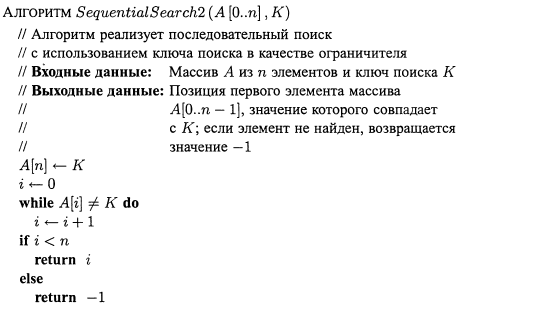 АЛГОРИТМ SequentialSearch2 (A [0..n] , K)
// Алгоритм реализует последовательный поиск
// с использованием ключа поиска в качестве ограничителя
// Входные данные: Массив A из n элементов и ключ поиска K
// Выходные данные: Позиция первого элемента массива
// A[0..n − 1], значение которого совпадает
// с K; если элемент не найден, возвращается
// значение −1
A[n] ← K
i ← 0
while A[i] ≠ K do
i ← i + 1
if i < n
return i
else
return −1